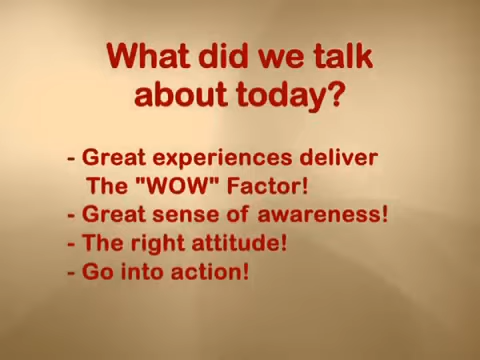 What did we talk
about today?
- Great experiences deliver
The "WOW" Factor!
- Great sense of awareness!
- The right attitude!
- Go into action!